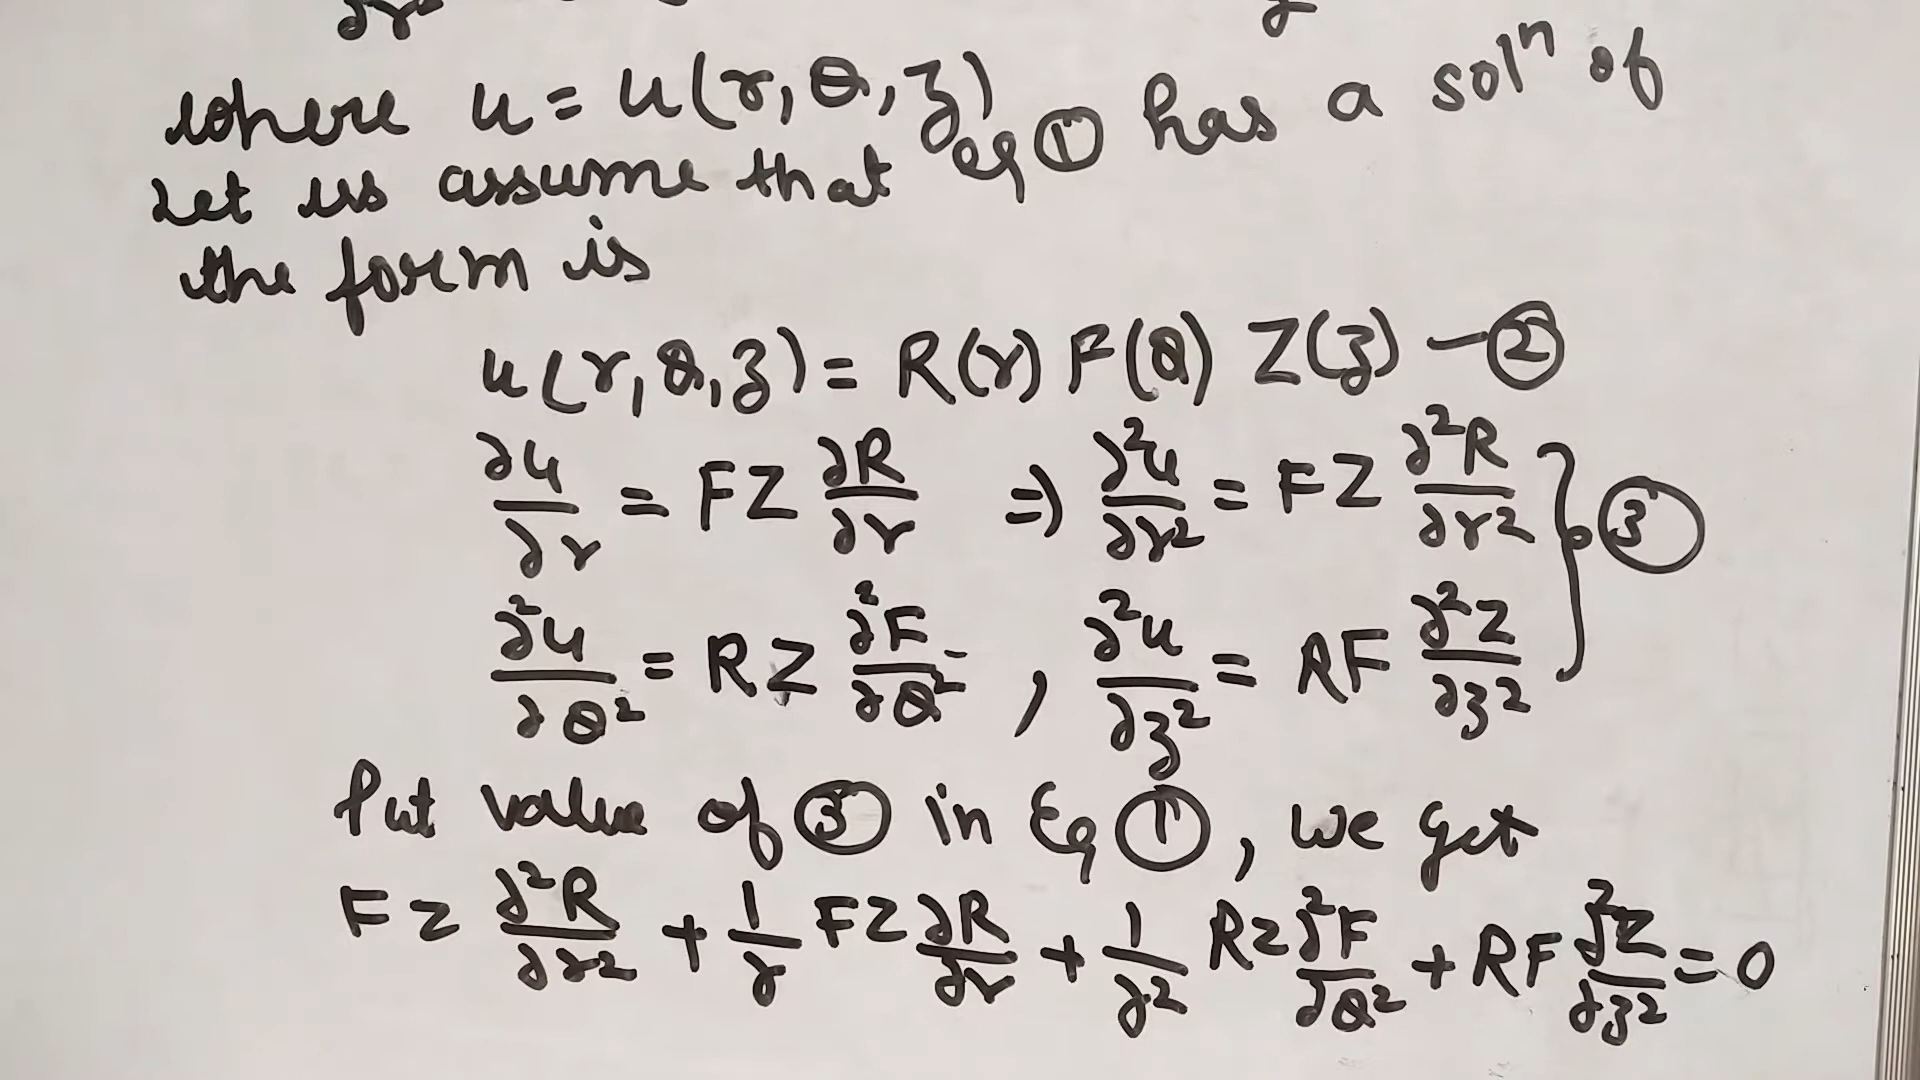 where u = u(r, θ, z)
Let us assume that eq ① has a solⁿ of
the form is
u(r, θ, z) = R(r) F(θ) Z(z) — ②
∂u/∂r = FZ ∂R/∂r ⇒ ∂²u/∂r² = FZ ∂²R/∂r² } ③
∂²u/∂θ² = RZ ∂²F/∂θ² , ∂²u/∂z² = RF ∂²Z/∂z²
Put value of ③ in Eq ①, we get
FZ ∂²R/∂r² + 1/r FZ ∂R/∂r + 1/r² RZ ∂²F/∂θ² + RF ∂²Z/∂z² = 0